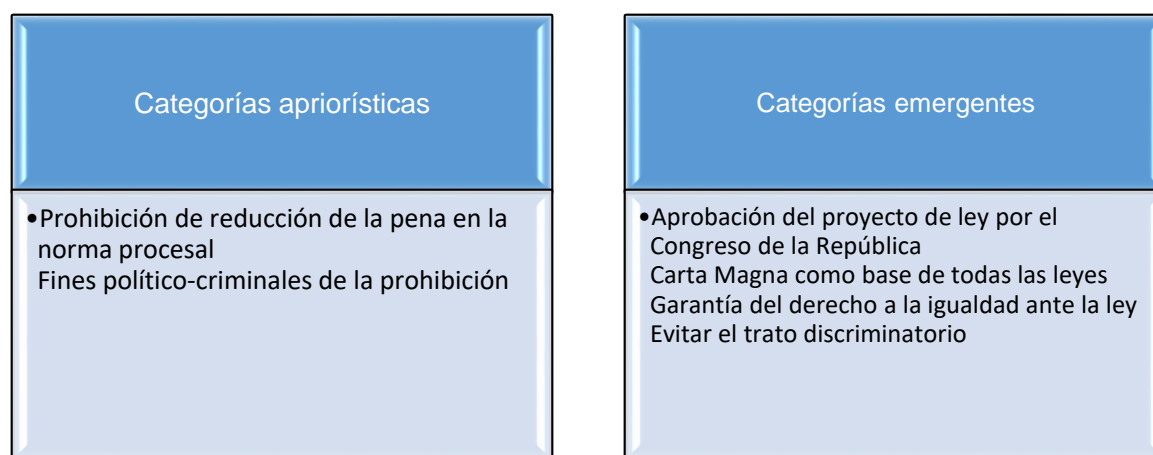 Categorías apriorísticas
•Prohibición de reducción de la pena en la
norma procesal
Fines político-criminales de la prohibición
Categorías emergentes
•Aprobación del proyecto de ley por el
Congreso de la República
Carta Magna como base de todas las leyes
Garantía del derecho a la igualdad ante la ley
Evitar el trato discriminatorio